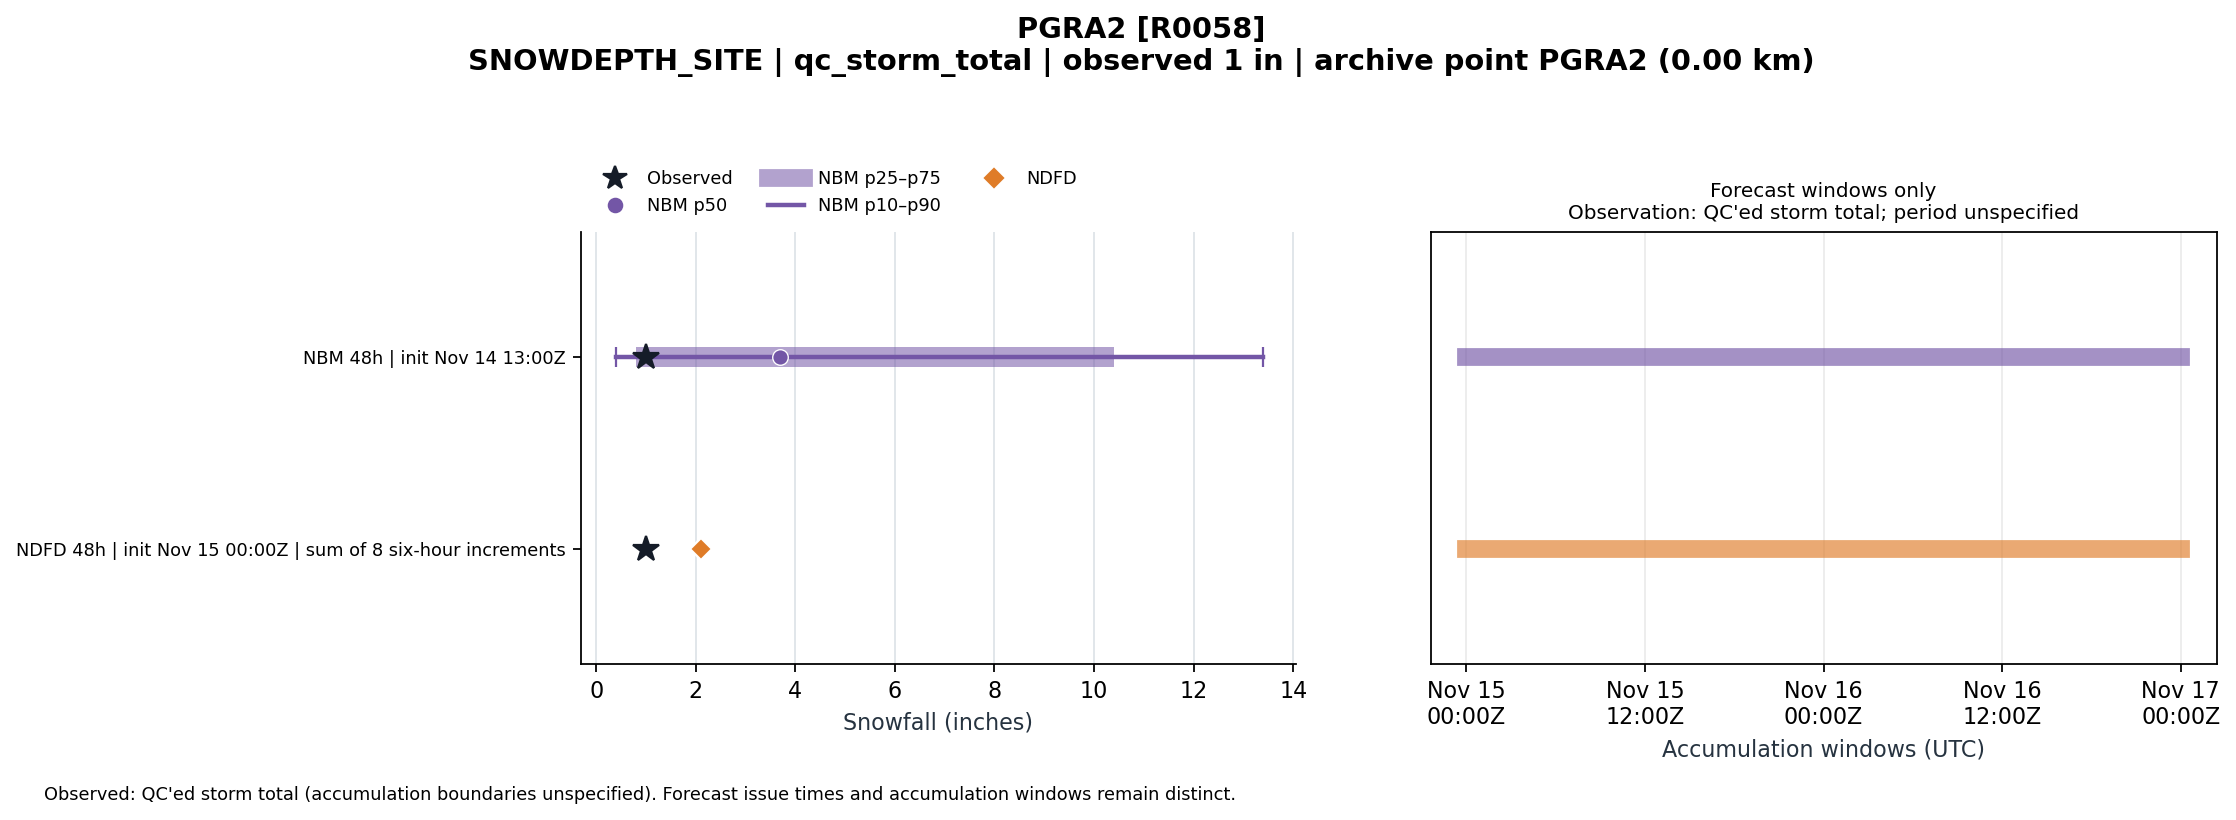 PGRA2 [R0058]
SNOWDEPTH_SITE | qc_storm_total | observed 1 in | archive point PGRA2 (0.00 km)
Observed
NBM p50
NBM p25–p75
NBM p10–p90
NDFD
NBM 48h | init Nov 14 13:00Z
NDFD 48h | init Nov 15 00:00Z | sum of 8 six-hour increments
0 2 4 6 8 10 12 14
Snowfall (inches)
Forecast windows only
Observation: QC'ed storm total; period unspecified
Nov 15 Nov 15 Nov 16 Nov 16 Nov 17
00:00Z 12:00Z 00:00Z 12:00Z 00:00Z
Accumulation windows (UTC)
Observed: QC'ed storm total (accumulation boundaries unspecified). Forecast issue times and accumulation windows remain distinct.